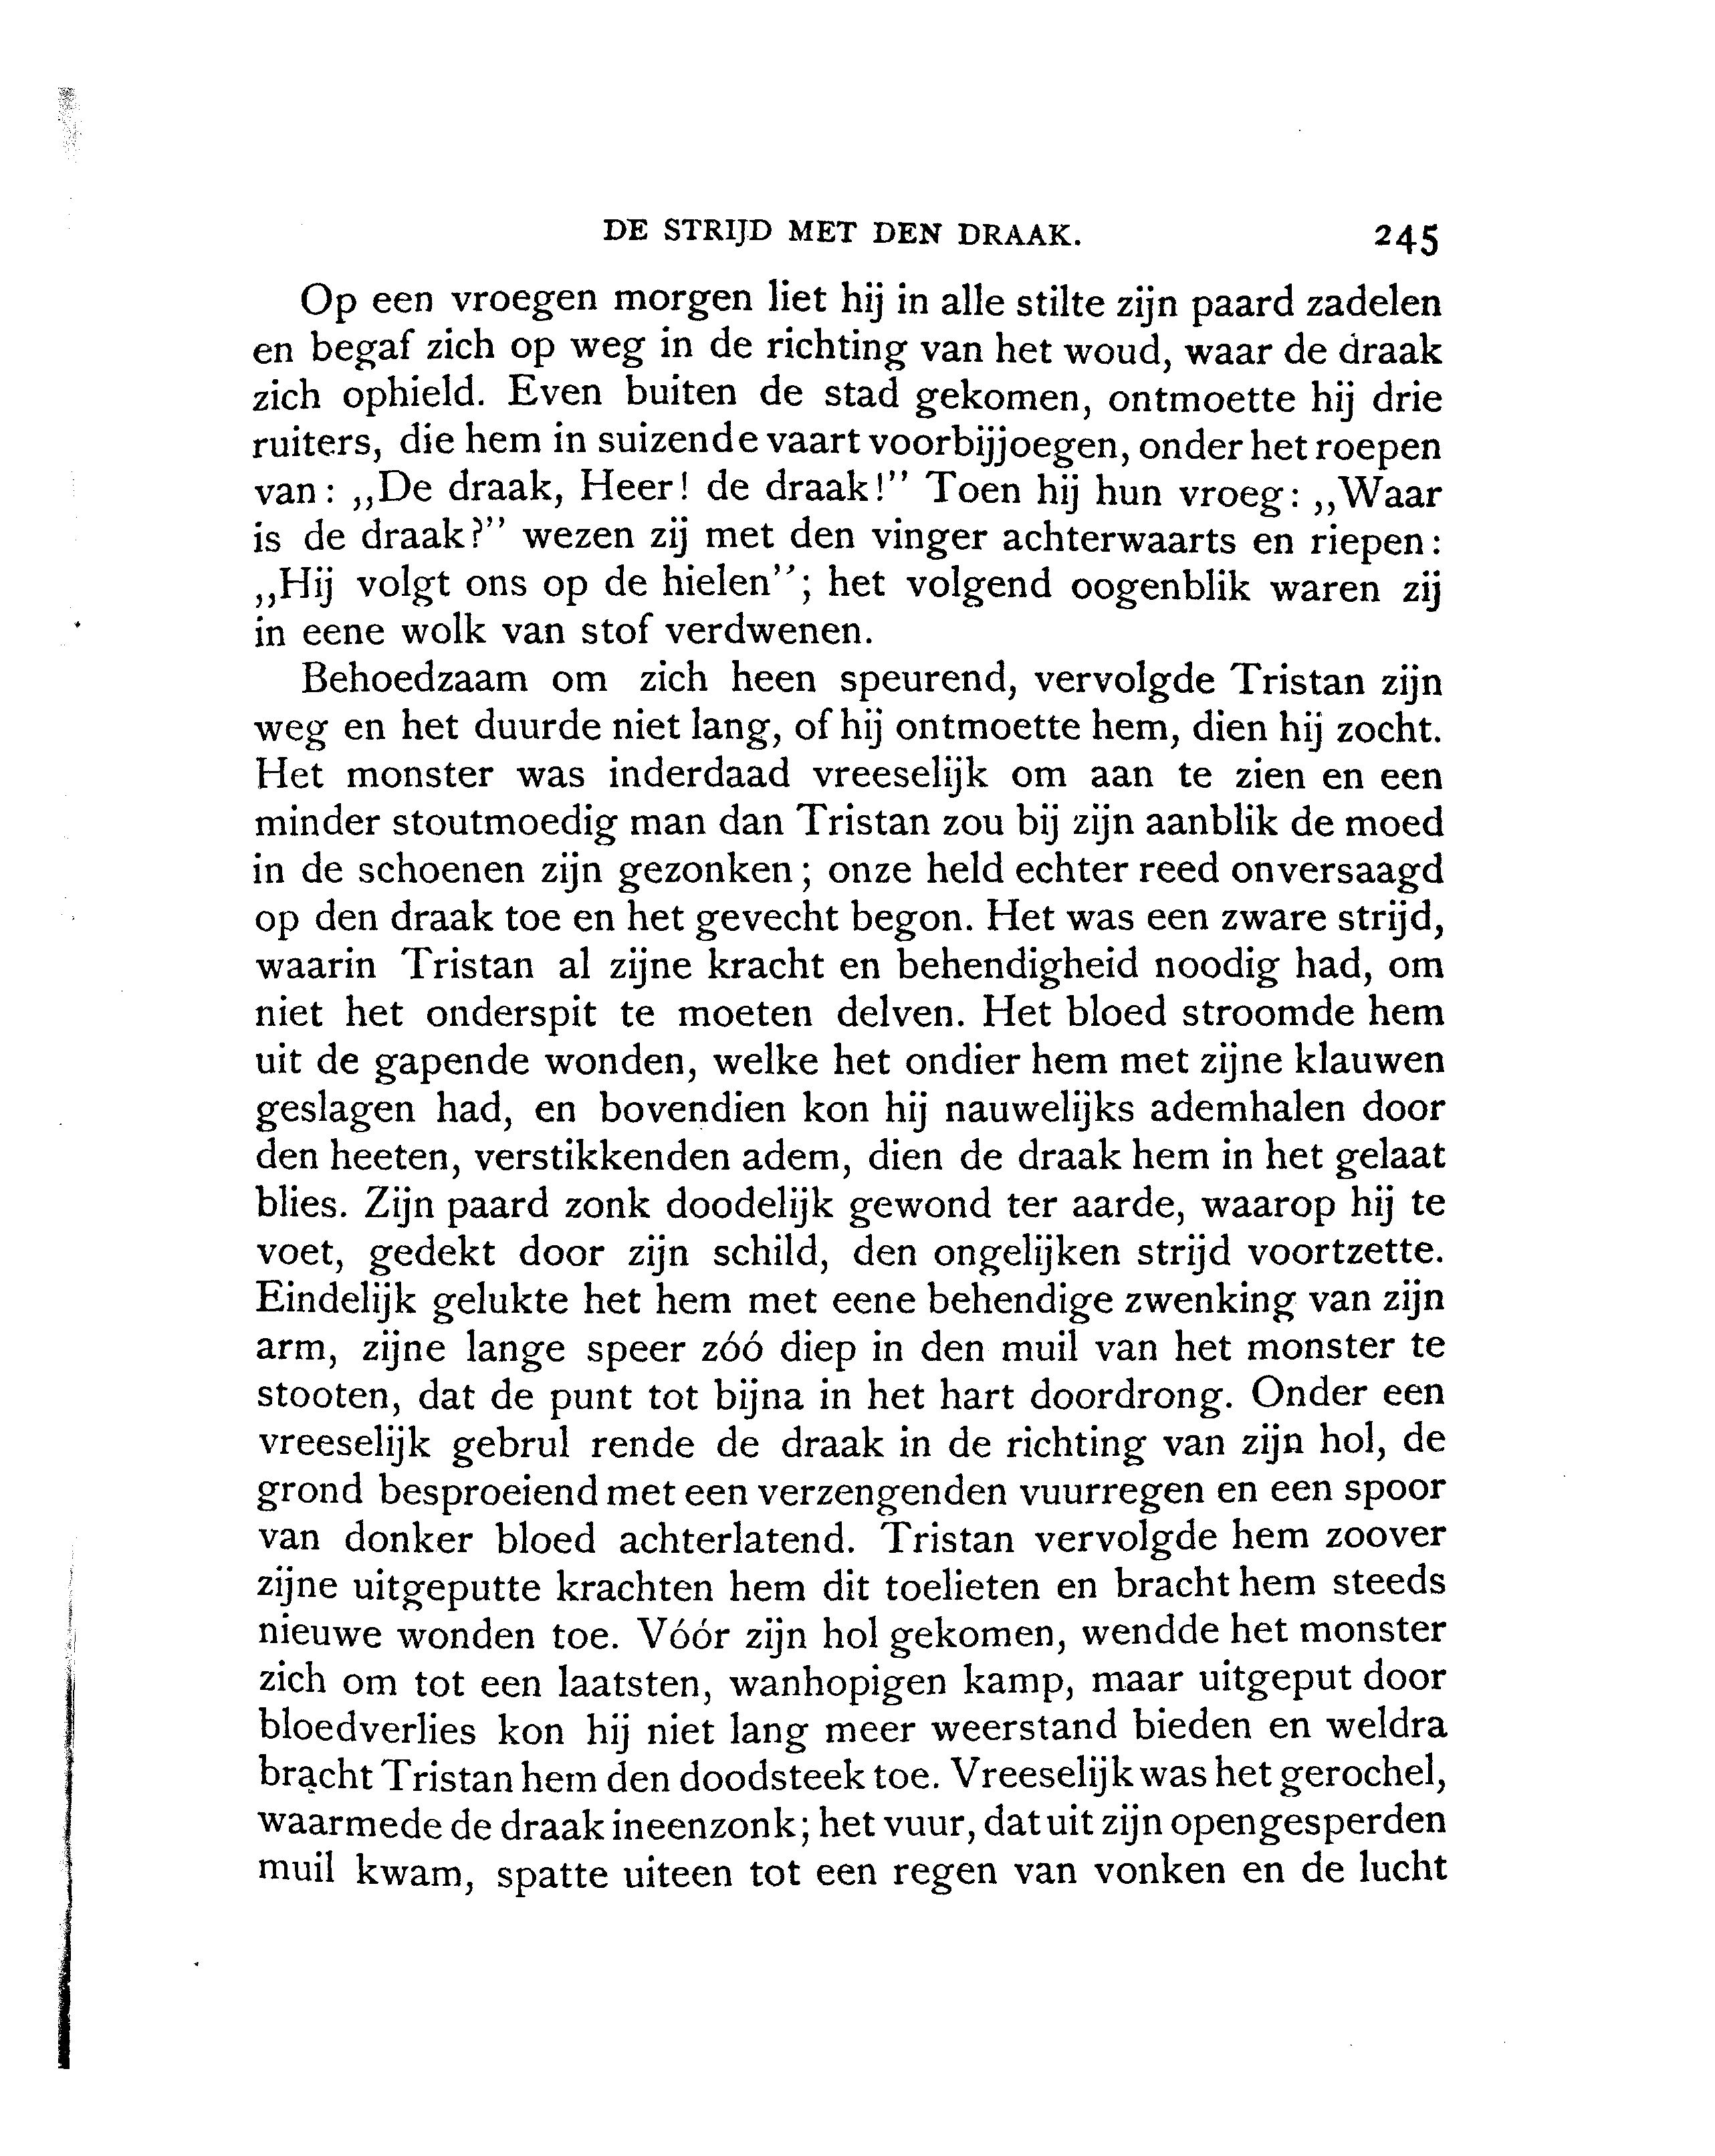 DE STRIJD MET DEN DRAAK. 245
Op een vroegen morgen liet hij in alle stilte zijn paard zadelen
en begaf zich op weg in de richting van het woud, waar de draak
zich ophield. Even buiten de stad gekomen, ontmoette hij drie
ruiters, die hem in suizende vaart voorbijjoegen, onder het roepen
van: ,,De draak, Heer! de draak!" Toen hij hun vroeg: ,,Waar
is de draak?" wezen zij met den vinger achterwaarts en riepen:
,,Hij volgt ons op de hielen"; het volgend oogenblik waren zij
in eene wolk van stof verdwenen.
Behoedzaam om zich heen speurend, vervolgde Tristan zijn
weg en het duurde niet lang, of hij ontmoette hem, dien hij zocht.
Het monster was inderdaad vreeselijk om aan te zien en een
minder stoutmoedig man dan Tristan zou bij zijn aanblik de moed
in de schoenen zijn gezonken; onze held echter reed onversaagd
op den draak toe en het gevecht begon. Het was een zware strijd,
waarin Tristan al zijne kracht en behendigheid noodig had, om
niet het onderspit te moeten delven. Het bloed stroomde hem
uit de gapende wonden, welke het ondier hem met zijne klauwen
geslagen had, en bovendien kon hij nauwelijks ademhalen door
den heeten, verstikkenden adem, dien de draak hem in het gelaat
blies. Zijn paard zonk doodelijk gewond ter aarde, waarop hij te
voet, gedekt door zijn schild, den ongelijken strijd voortzette.
Eindelijk gelukte het hem met eene behendige zwenking van zijn
arm, zijne lange speer zóó diep in den muil van het monster te
stooten, dat de punt tot bijna in het hart doordrong. Onder een
vreeselijk gebrul rende de draak in de richting van zijn hol, de
grond besproeiend met een verzengenden vuurregen en een spoor
van donker bloed achterlatend. Tristan vervolgde hem zoover
zijne uitgeputte krachten hem dit toelieten en bracht hem steeds
nieuwe wonden toe. Vóór zijn hol gekomen, wendde het monster
zich om tot een laatsten, wanhopigen kamp, maar uitgeput door
bloedverlies kon hij niet lang meer weerstand bieden en weldra
bracht Tristan hem den doodsteek toe. Vreeselijk was het gerochel,
waarmede de draak ineenzonk; het vuur, dat uit zijn opengesperden
muil kwam, spatte uiteen tot een regen van vonken en de lucht